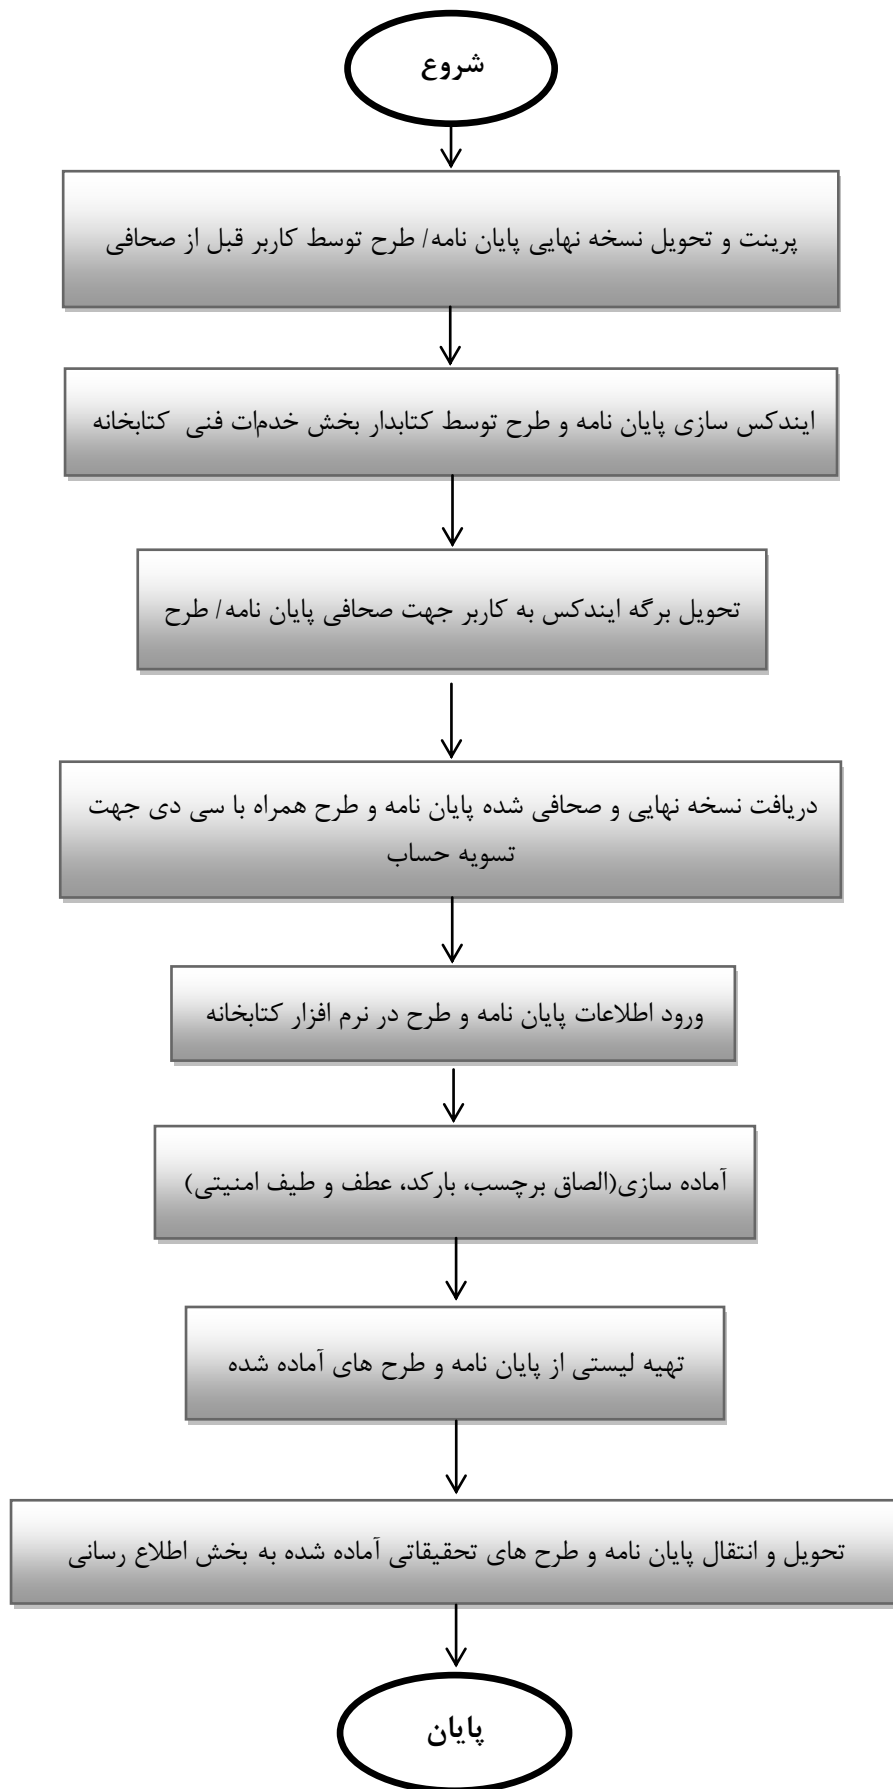 شروع
پرینت و تحویل نسخه نهایی پایان نامه/ طرح توسط کاربر قبل از صحافی
ایندکس سازی پایان نامه و طرح توسط کتابدار بخش خدمات فنی کتابخانه
تحویل برگه ایندکس به کاربر جهت صحافی پایان نامه/ طرح
دریافت نسخه نهایی و صحافی شده پایان نامه و طرح همراه با سی دی جهت
تسویه حساب
ورود اطلاعات پایان نامه و طرح در نرم افزار کتابخانه
آماده سازی(الصاق برچسب، بارکد، عطف و طیف امنیتی)
تهیه لیستی از پایان نامه و طرح های آماده شده
تحویل و انتقال پایان نامه و طرح های تحقیقاتی آماده شده به بخش اطلاع رسانی
پایان